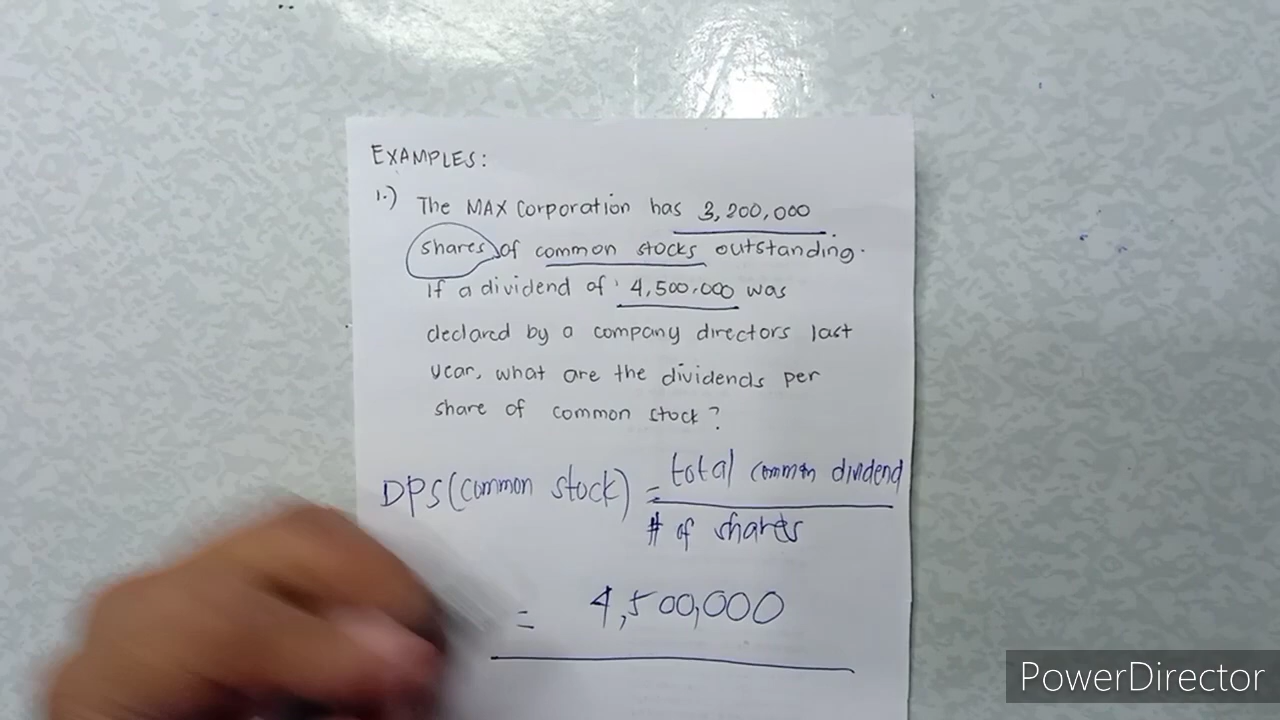 EXAMPLES:
1.) The MAX Corporation has 3,200,000
shares of common stocks outstanding.
If a dividend of 4,500,000 was
declared by a company directors last
year, what are the dividends per
share of common stock?
DPS (common stock) = total common dividend
# of shares
= 4,500,000
PowerDirector